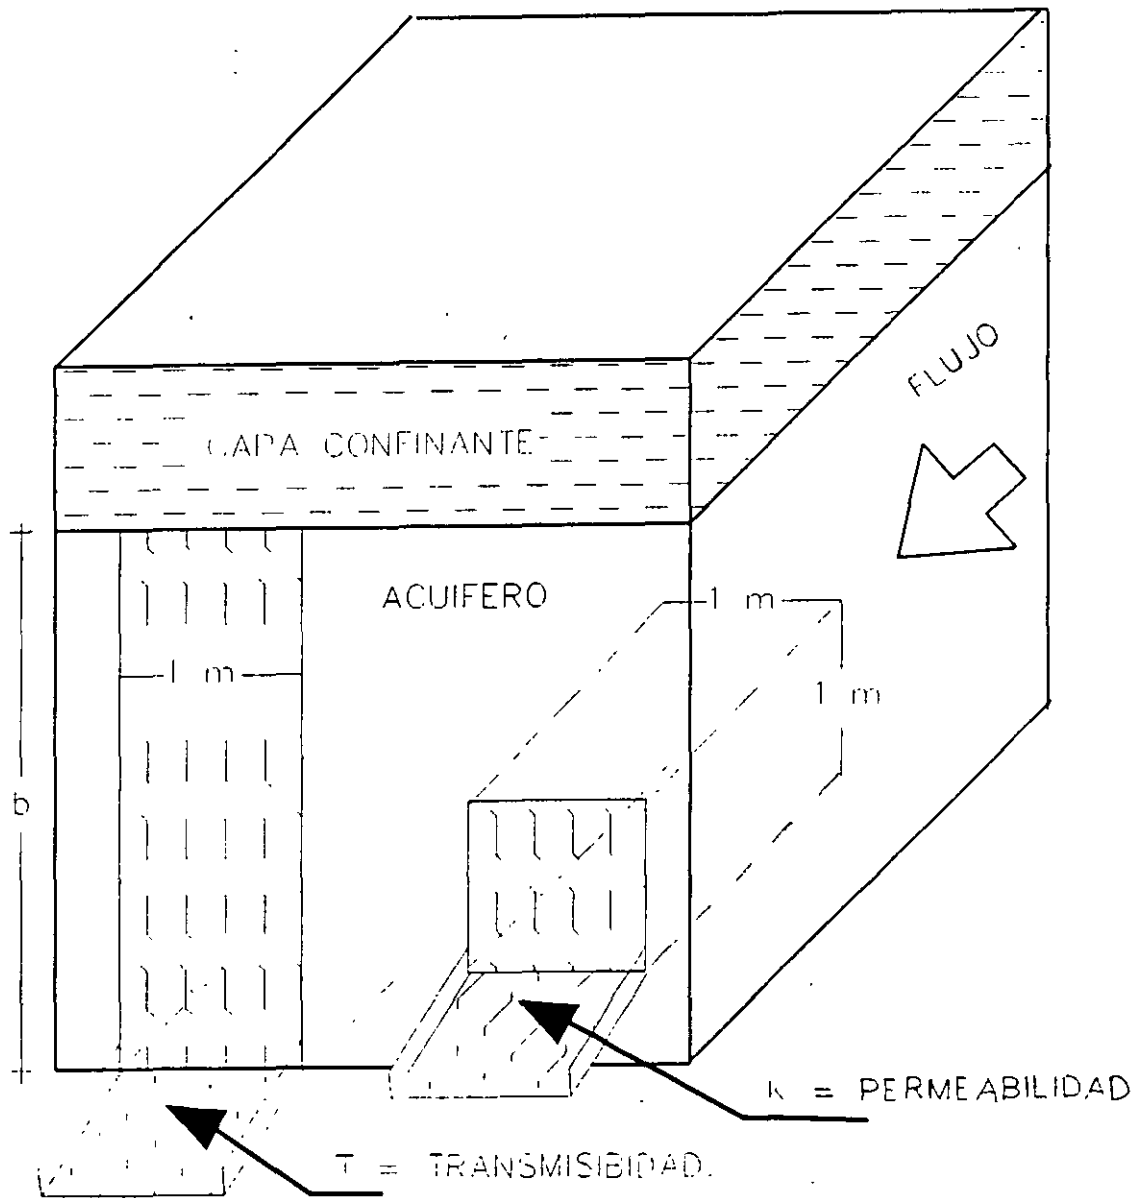 FLUJO
CAPA CONFINANTE
ACUIFERO
1 m
1 m
1 m
b
k = PERMEABILIDAD
T = TRANSMISIBIDAD.